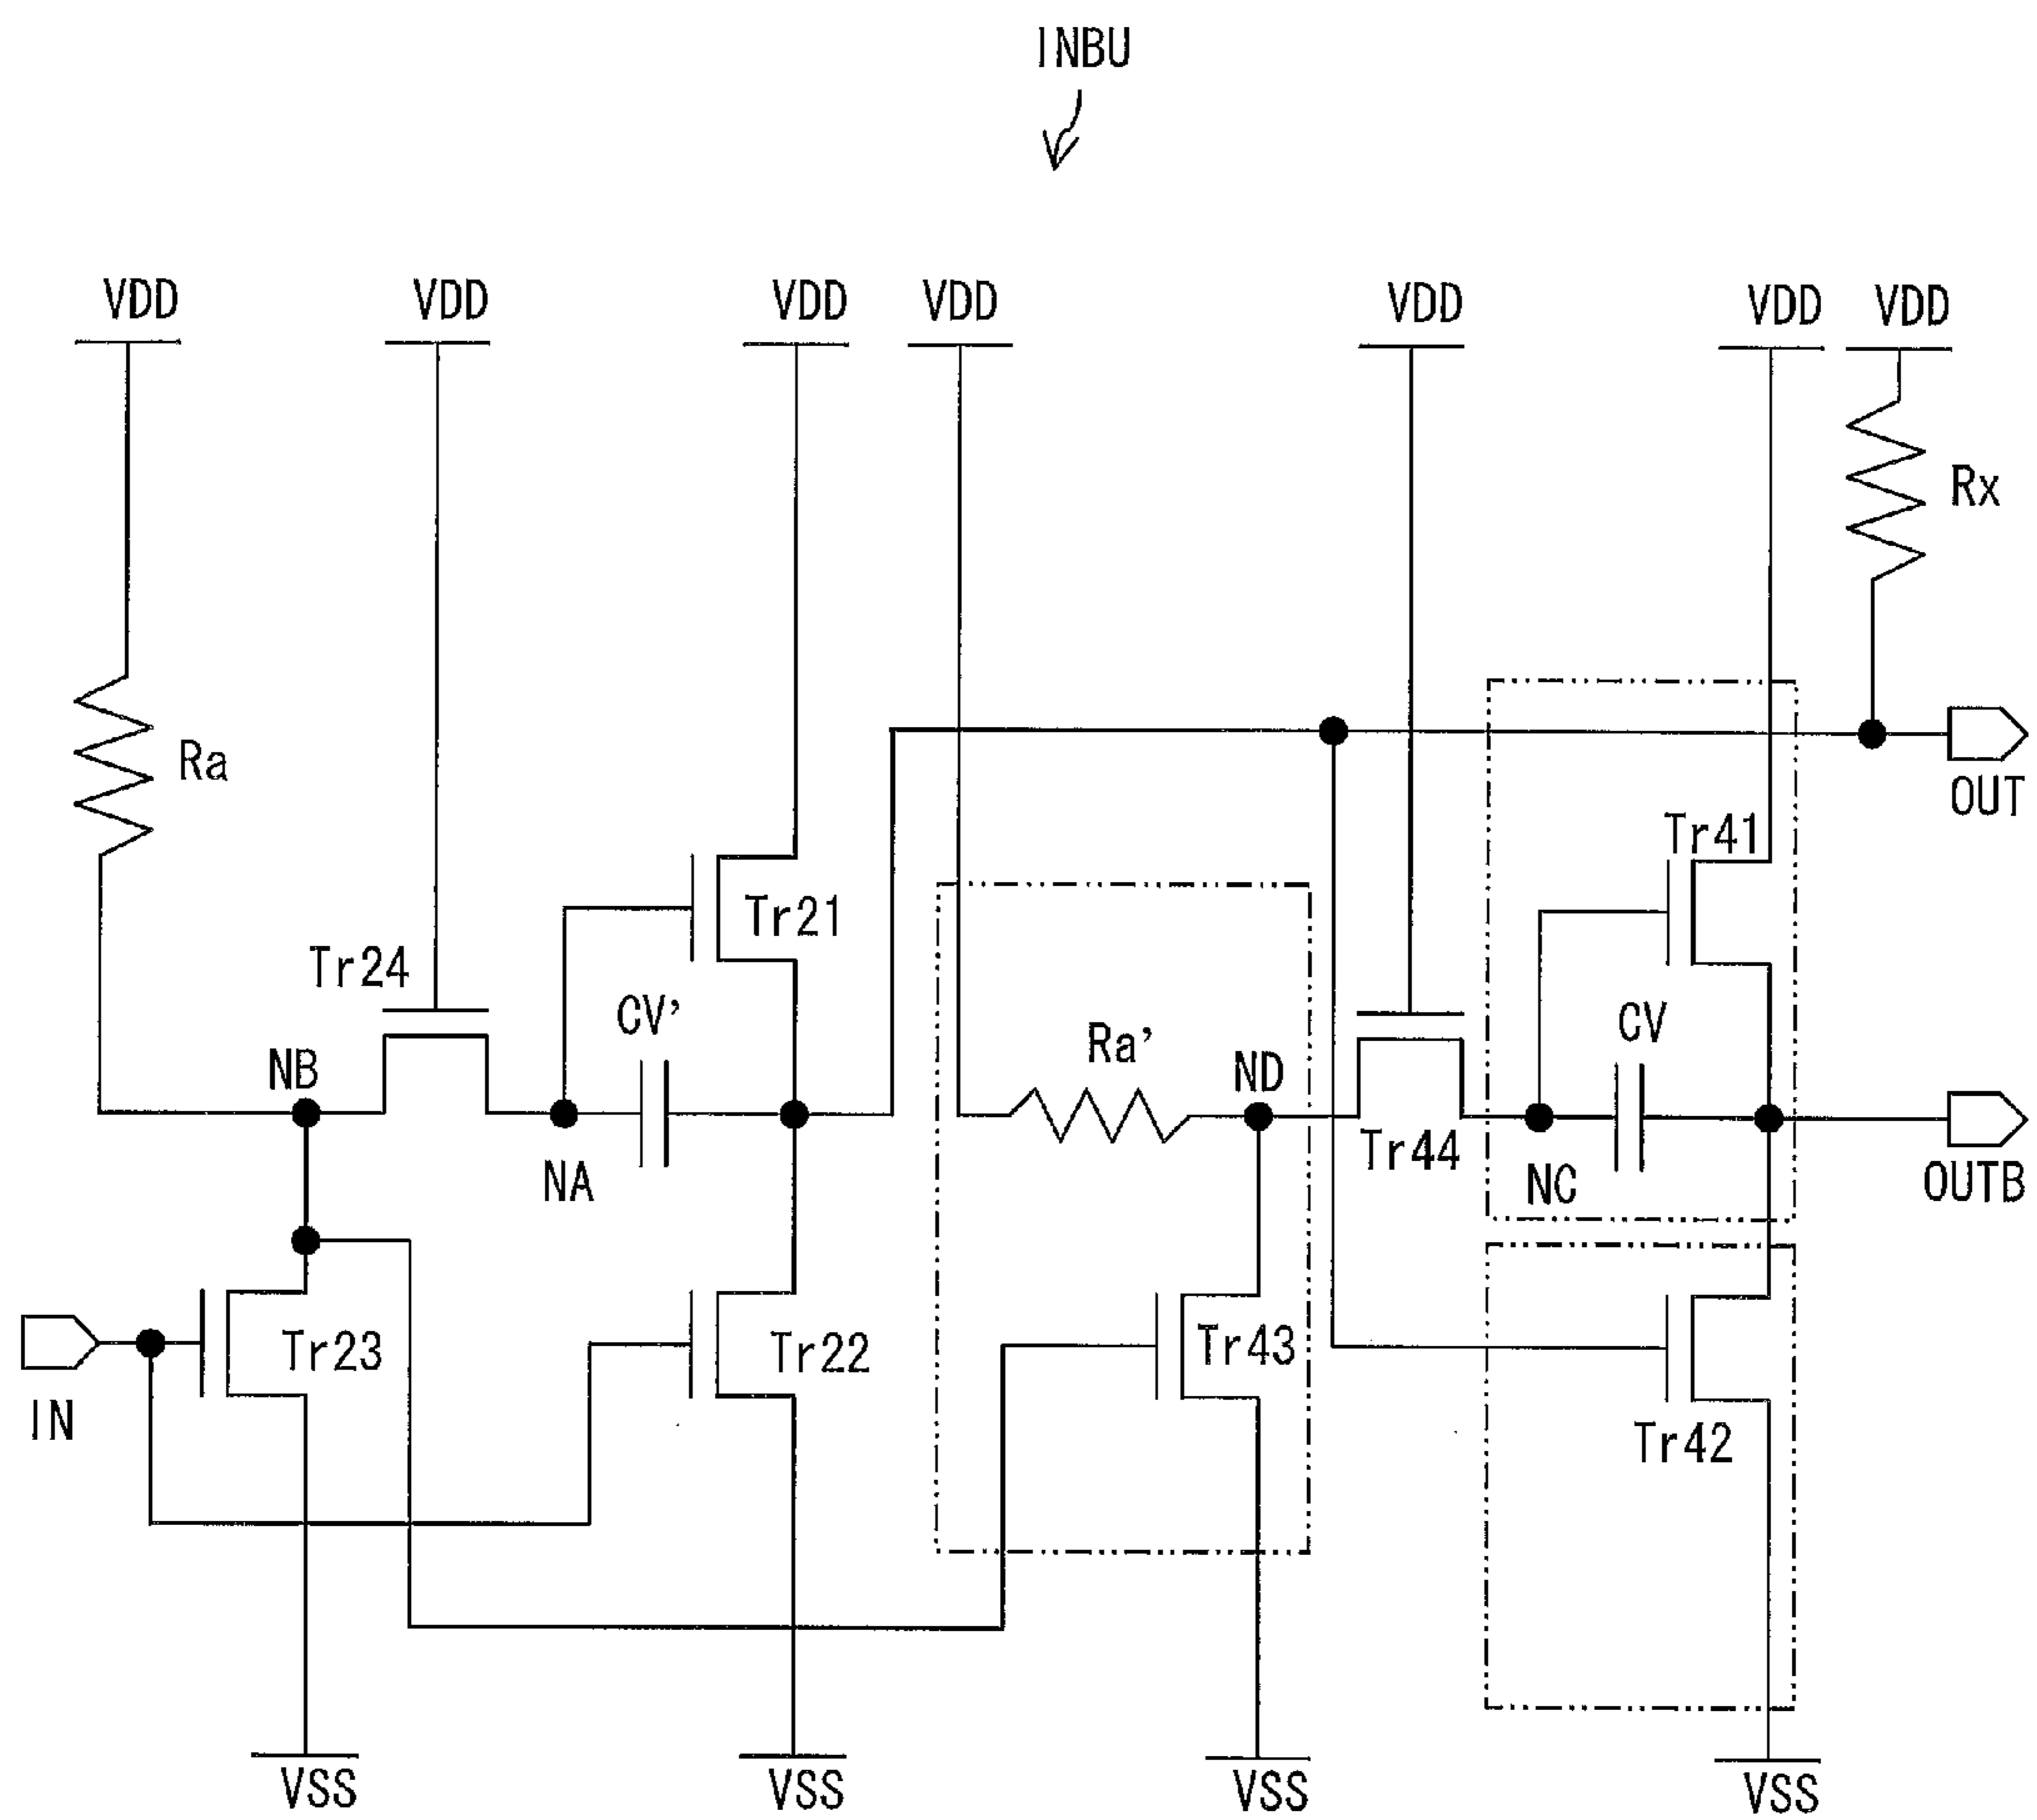 INBU
VDD
VDD
VDD
VDD
VDD
VDD
VDD
Rx
Ra
OUT
Tr41
Tr21
Tr24
CV'
CV
Ra'
NB
ND
Tr44
NA
NC
OUTB
IN
Tr23
Tr22
Tr43
Tr42
VSS
VSS
VSS
VSS